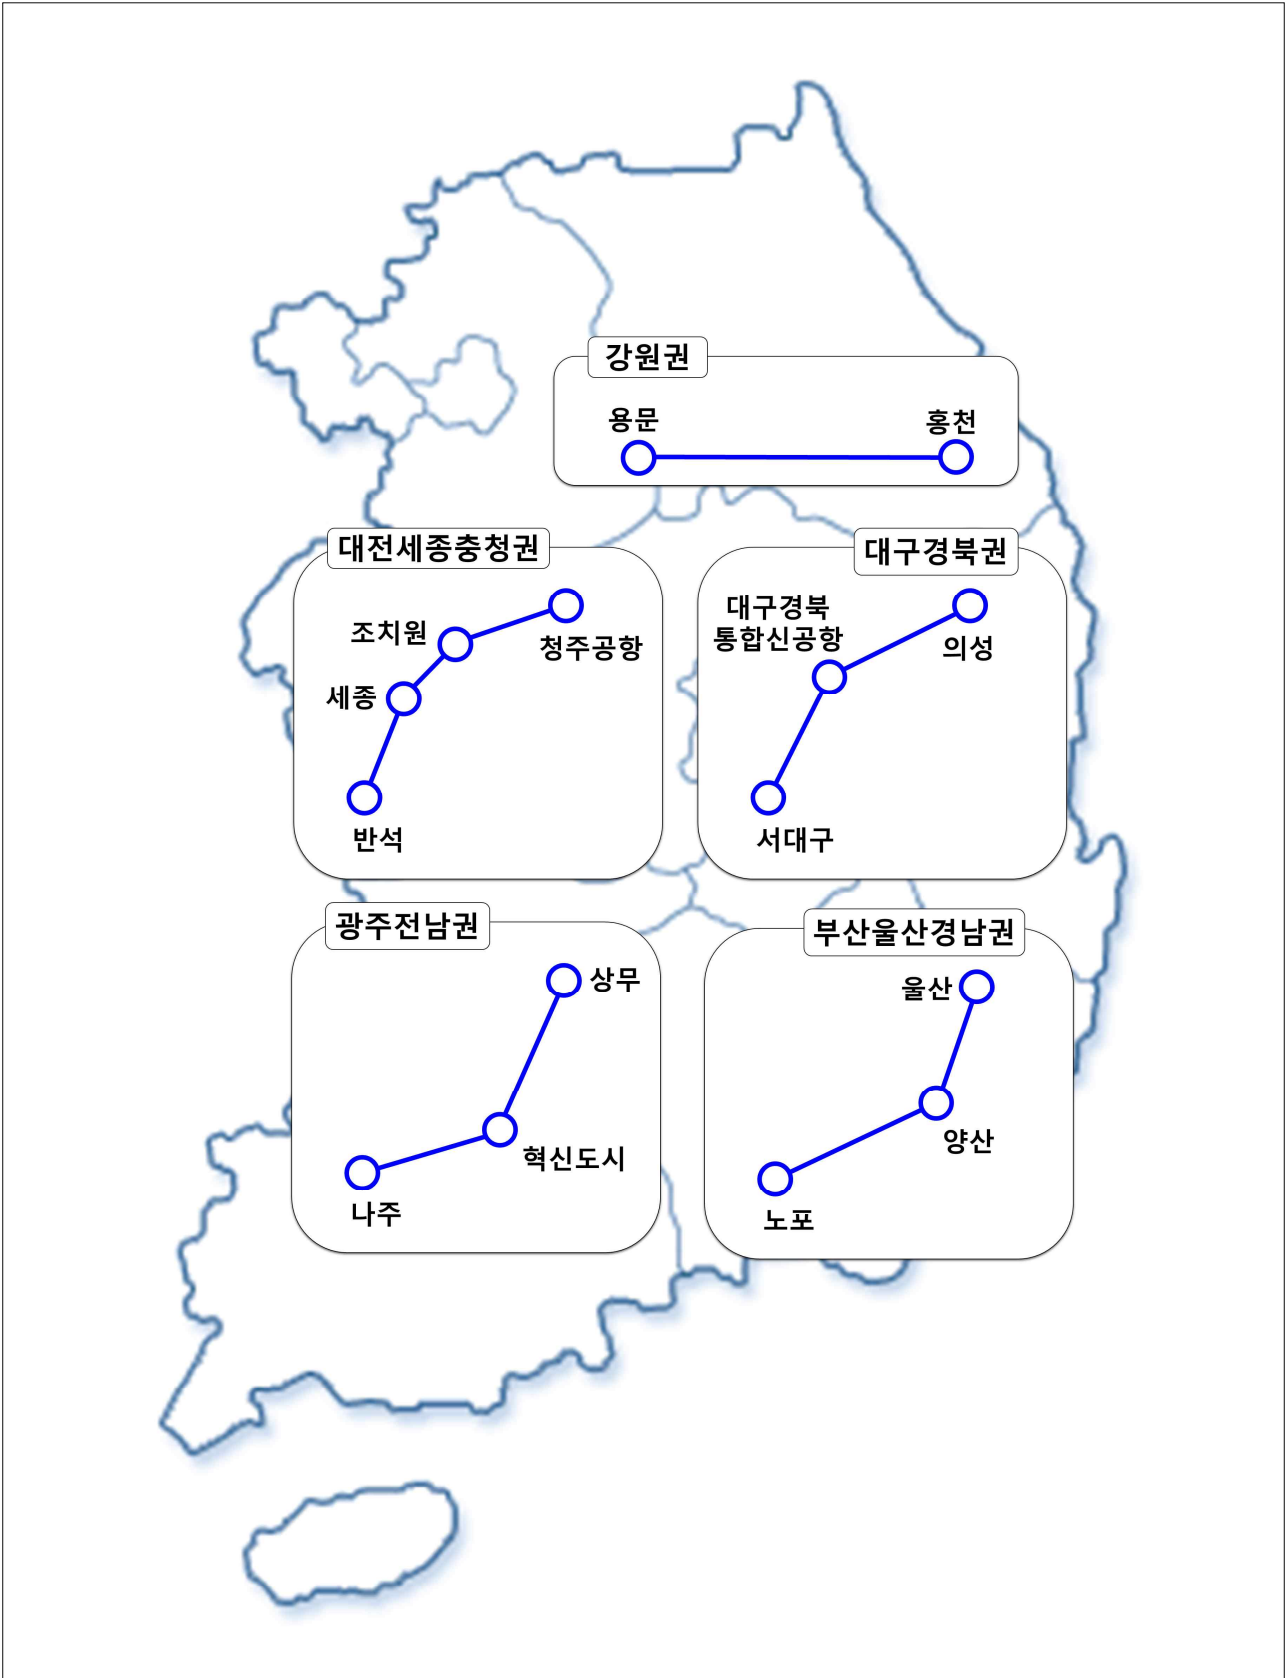 강원권
용문
홍천
대전세종충청권
조치원
청주공항
세종
반석
대구경북권
대구경북
통합신공항
의성
서대구
광주전남권
상무
혁신도시
나주
부산울산경남권
울산
양산
노포